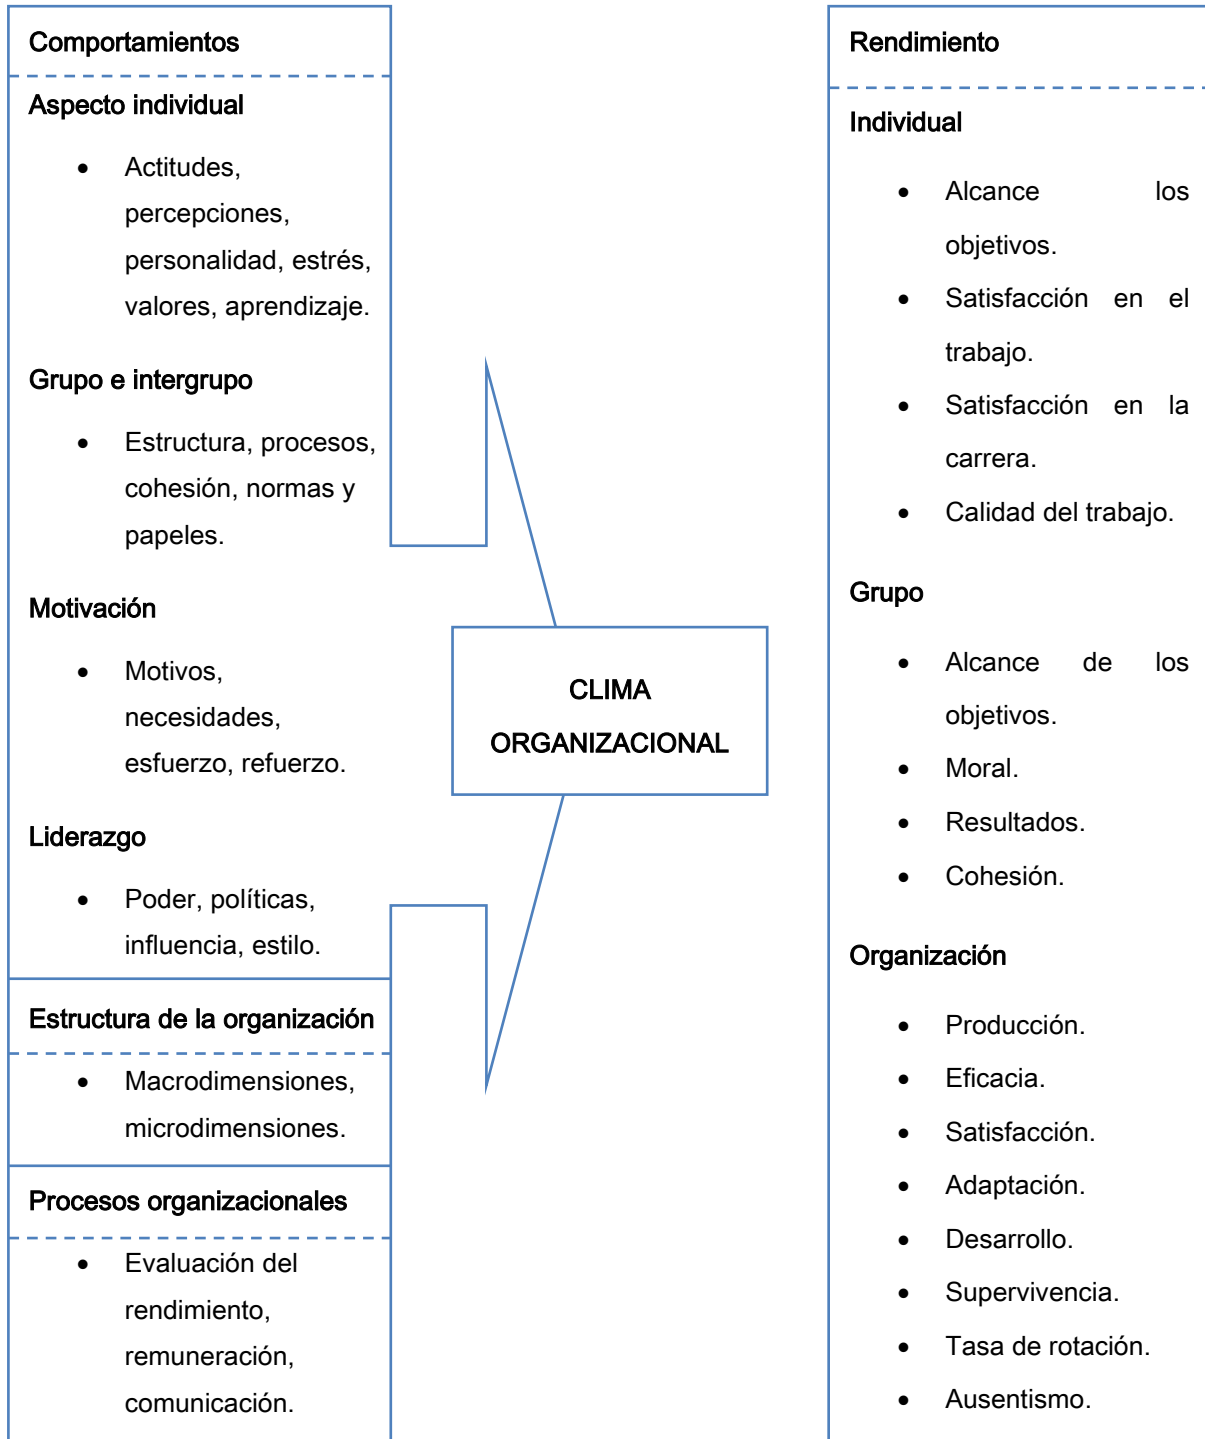 Comportamientos
Aspecto individual
• Actitudes,
percepciones,
personalidad, estrés,
valores, aprendizaje.
Grupo e intergrupo
• Estructura, procesos,
cohesión, normas y
papeles.
Motivación
• Motivos,
necesidades,
esfuerzo, refuerzo.
Liderazgo
• Poder, políticas,
influencia, estilo.
Estructura de la organización
• Macrodimensiones,
microdimensiones.
Procesos organizacionales
• Evaluación del
rendimiento,
remuneración,
comunicación.
CLIMA
ORGANIZACIONAL
Rendimiento
Individual
• Alcance los
objetivos.
• Satisfacción en el
trabajo.
• Satisfacción en la
carrera.
• Calidad del trabajo.
Grupo
• Alcance de los
objetivos.
• Moral.
• Resultados.
• Cohesión.
Organización
• Producción.
• Eficacia.
• Satisfacción.
• Adaptación.
• Desarrollo.
• Supervivencia.
• Tasa de rotación.
• Ausentismo.